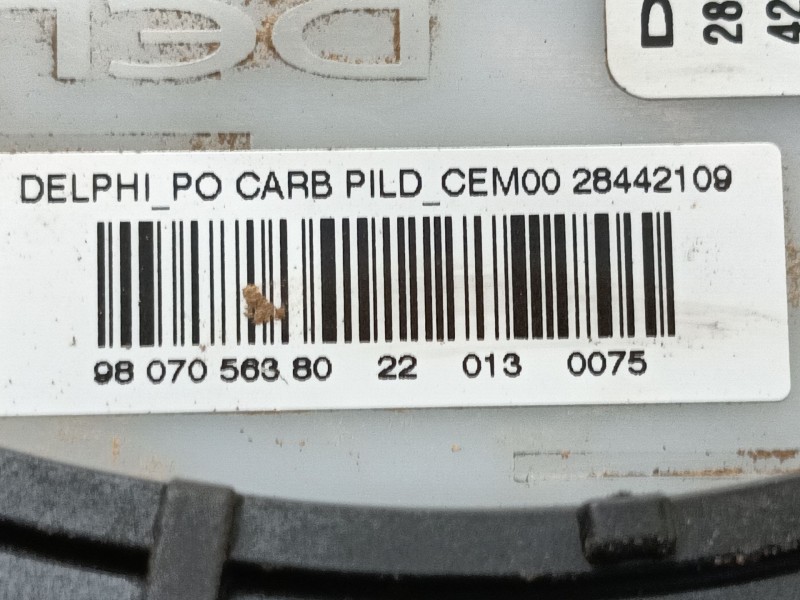 DELPHI_PO CARB PILD_CEM00 28442109
98 070 563 80 22 013 0075